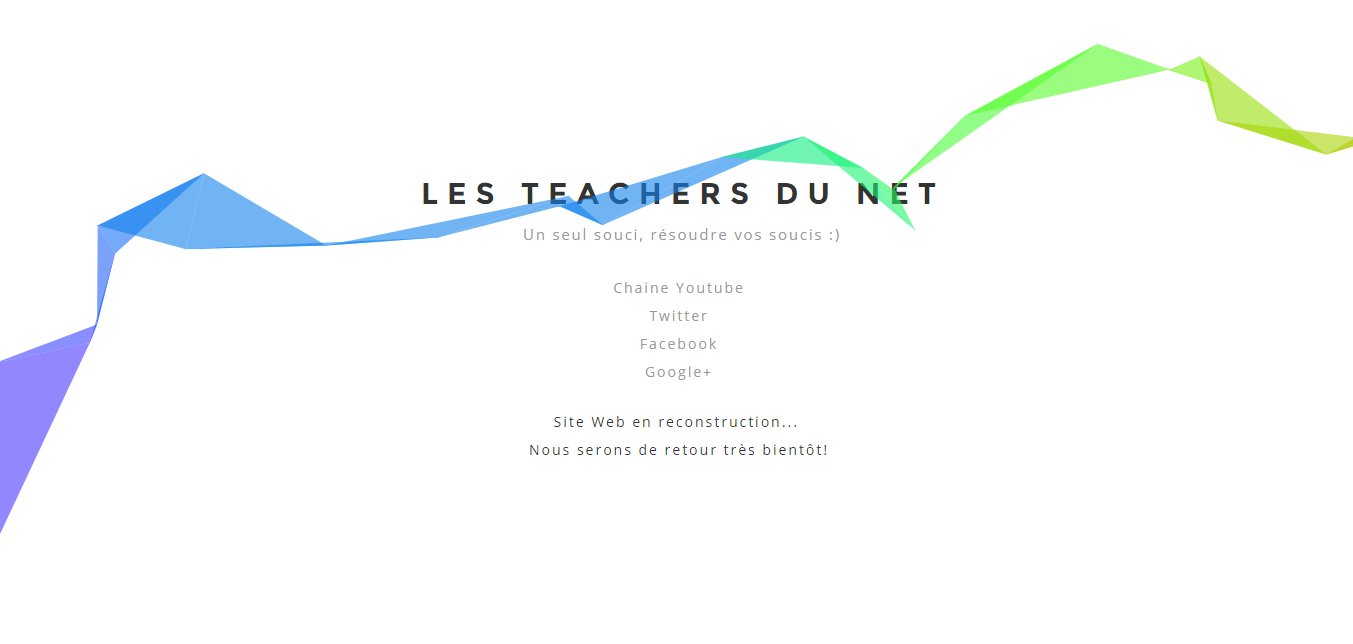 LES TEACHERS DU NET
Un seul souci, résoudre vos soucis :)
Chaine Youtube
Twitter
Facebook
Google+
Site Web en reconstruction...
Nous serons de retour très bientôt!